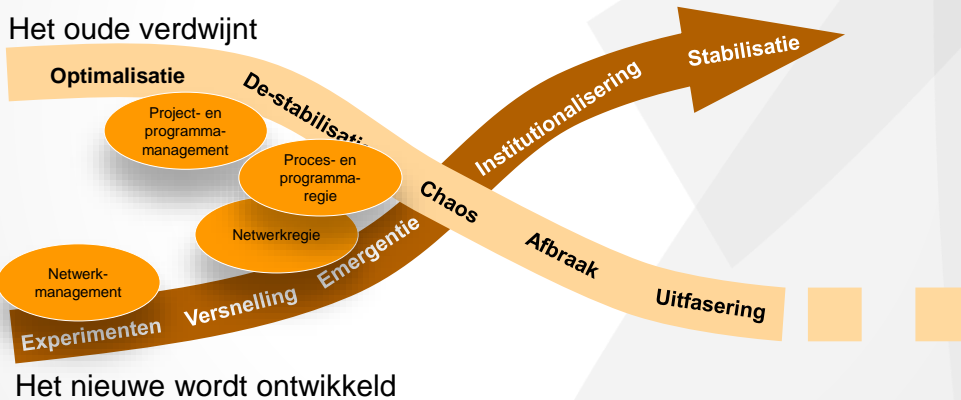 Het oude verdwijnt
Optimalisatie
De-stabilisatie
Project- en
programma-
management
Proces- en
programma-
regie
Netwerkregie
Netwerk-
management
Chaos
Afbraak
Uitfasering
Experimenten
Versnelling
Emergentie
Institutionalisering
Stabilisatie
Het nieuwe wordt ontwikkeld